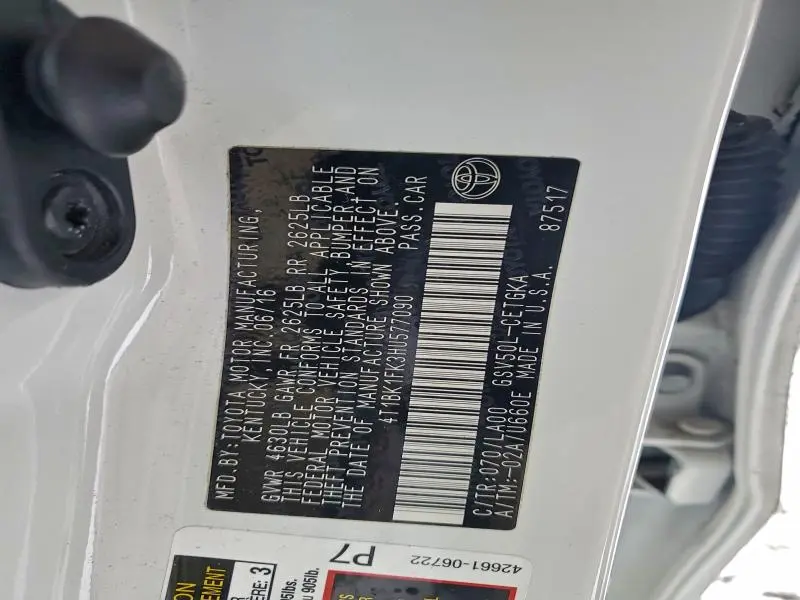 MFD.BY:TOYOTA MOTOR MANUFACTURING,
KENTUCKY, INC. 06/16
GVWR 4630LB GAWR FR 2625LB RR 2625LB
THIS VEHICLE CONFORMS TO ALL APPLICABLE
FEDERAL MOTOR VEHICLE SAFETY,BUMPER,AND
THEFT PREVENTION STANDARDS IN EFFECT ON
THE DATE OF MANUFACTURE SHOWN ABOVE.
4T1BK1FK3HU577090 PASS.CAR
C/TR:070/LA00 GSV50L-CETGKA
A/TM:-02A/U660E MADE IN U.S.A. 87517
P7
42661-06722
3